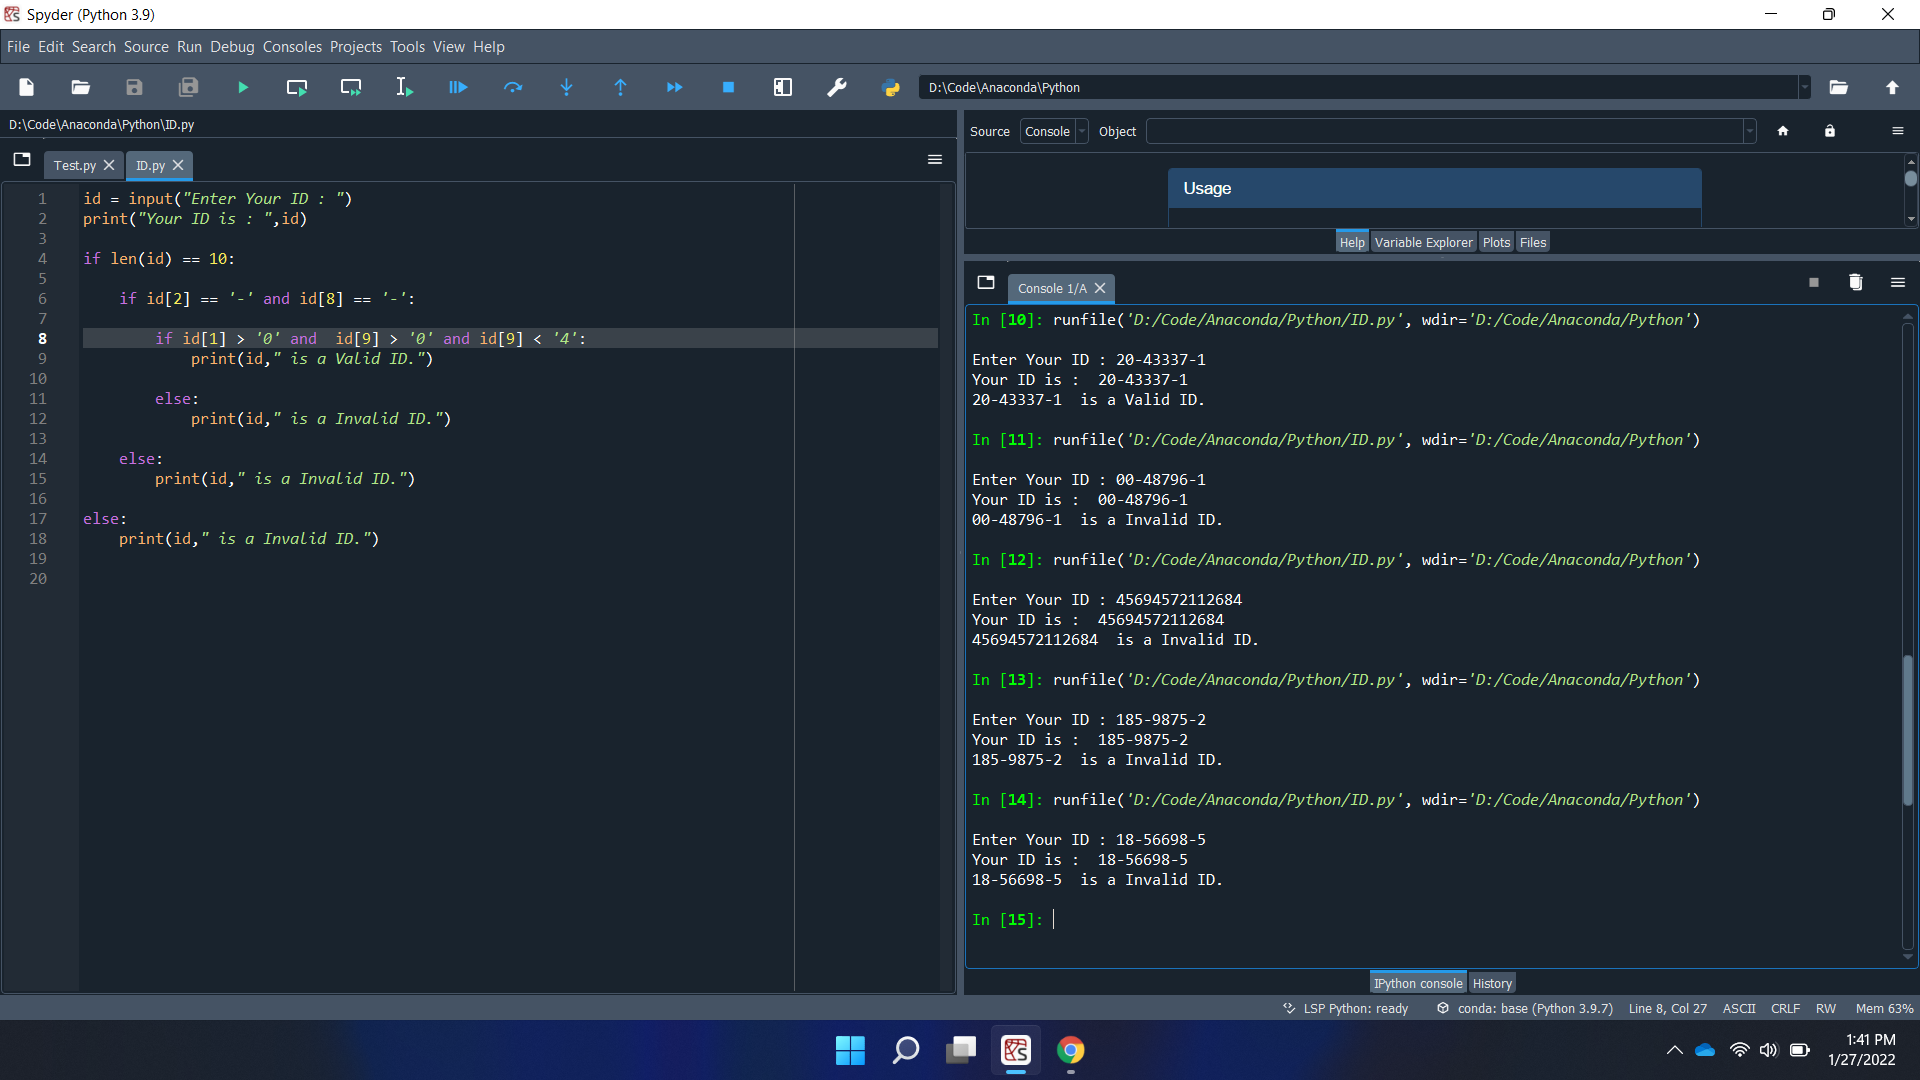 Spyder (Python 3.9)
File Edit Search Source Run Debug Consoles Projects Tools View Help
D:\Code\Anaconda\Python
D:\Code\Anaconda\Python\ID.py
Test.py
ID.py
1 id = input("Enter Your ID : ")
2 print("Your ID is : ",id)
3
4 if len(id) == 10:
5
6     if id[2] == '-' and id[8] == '-':
7
8         if id[1] > '0' and  id[9] > '0' and id[9] < '4':
9             print(id," is a Valid ID.")
10
11         else:
12             print(id," is a Invalid ID.")
13
14     else:
15         print(id," is a Invalid ID.")
16
17 else:
18     print(id," is a Invalid ID.")
19
20
Source Console Object
Usage
Help Variable Explorer Plots Files
Console 1/A
In [10]: runfile('D:/Code/Anaconda/Python/ID.py', wdir='D:/Code/Anaconda/Python')
Enter Your ID : 20-43337-1
Your ID is :  20-43337-1
20-43337-1  is a Valid ID.
In [11]: runfile('D:/Code/Anaconda/Python/ID.py', wdir='D:/Code/Anaconda/Python')
Enter Your ID : 00-48796-1
Your ID is :  00-48796-1
00-48796-1  is a Invalid ID.
In [12]: runfile('D:/Code/Anaconda/Python/ID.py', wdir='D:/Code/Anaconda/Python')
Enter Your ID : 45694572112684
Your ID is :  45694572112684
45694572112684  is a Invalid ID.
In [13]: runfile('D:/Code/Anaconda/Python/ID.py', wdir='D:/Code/Anaconda/Python')
Enter Your ID : 185-9875-2
Your ID is :  185-9875-2
185-9875-2  is a Invalid ID.
In [14]: runfile('D:/Code/Anaconda/Python/ID.py', wdir='D:/Code/Anaconda/Python')
Enter Your ID : 18-56698-5
Your ID is :  18-56698-5
18-56698-5  is a Invalid ID.
In [15]:
IPython console History
LSP Python: ready conda: base (Python 3.9.7) Line 8, Col 27 ASCII CRLF RW Mem 63%
1:41 PM
1/27/2022